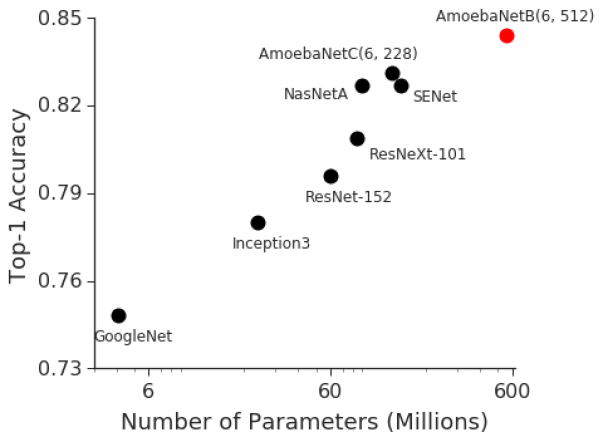 0.85
AmoebaNetB(6, 512)
AmoebaNetC(6, 228)
0.82
NasNetA
SENet
ResNeXt-101
0.79
ResNet-152
Inception3
0.76
GoogleNet
0.73
6
60
600
Top-1 Accuracy
Number of Parameters (Millions)